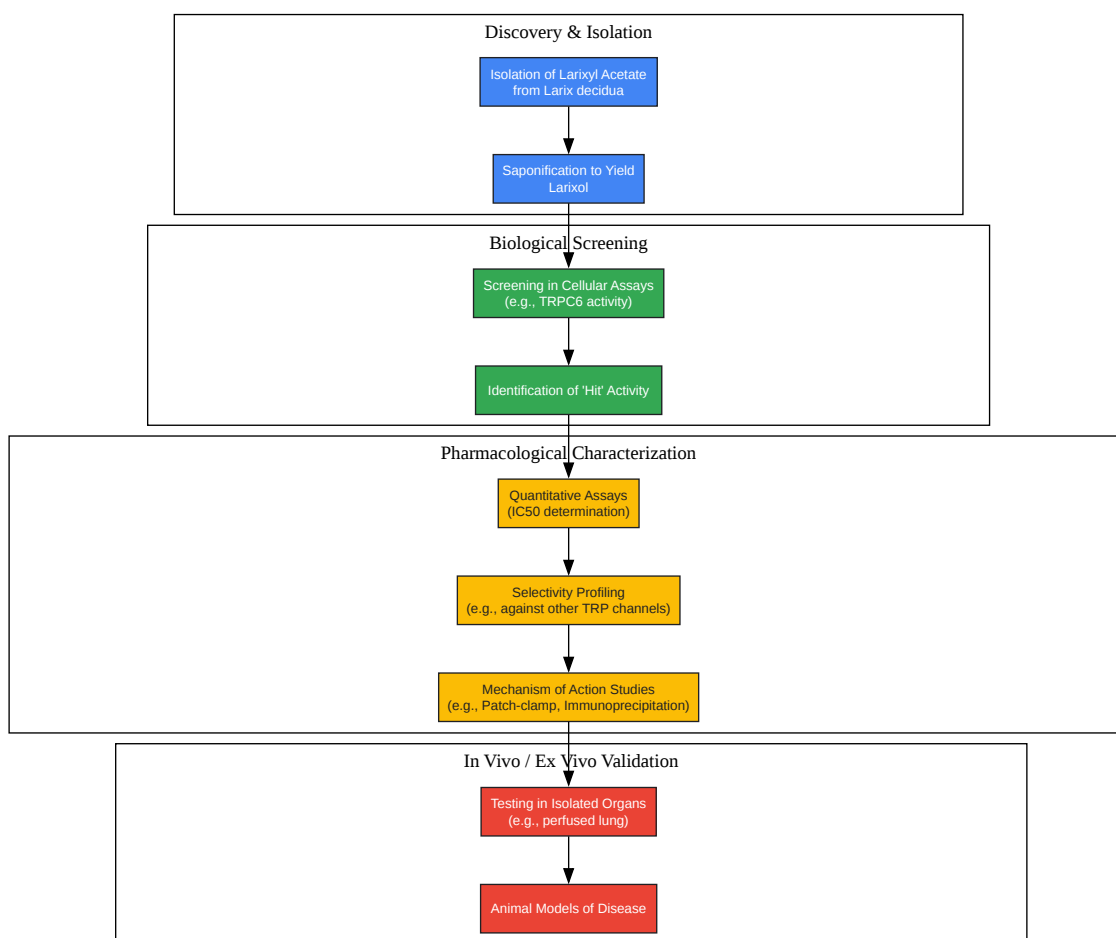 Discovery & Isolation
Isolation of Larixyl Acetate
from Larix decidua
Saponification to Yield
Larixol
Biological Screening
Screening in Cellular Assays
(e.g., TRPC6 activity)
Identification of 'Hit' Activity
Pharmacological Characterization
Quantitative Assays
(IC50 determination)
Selectivity Profiling
(e.g., against other TRP channels)
Mechanism of Action Studies
(e.g., Patch-clamp, Immunoprecipitation)
In Vivo / Ex Vivo Validation
Testing in Isolated Organs
(e.g., perfused lung)
Animal Models of Disease